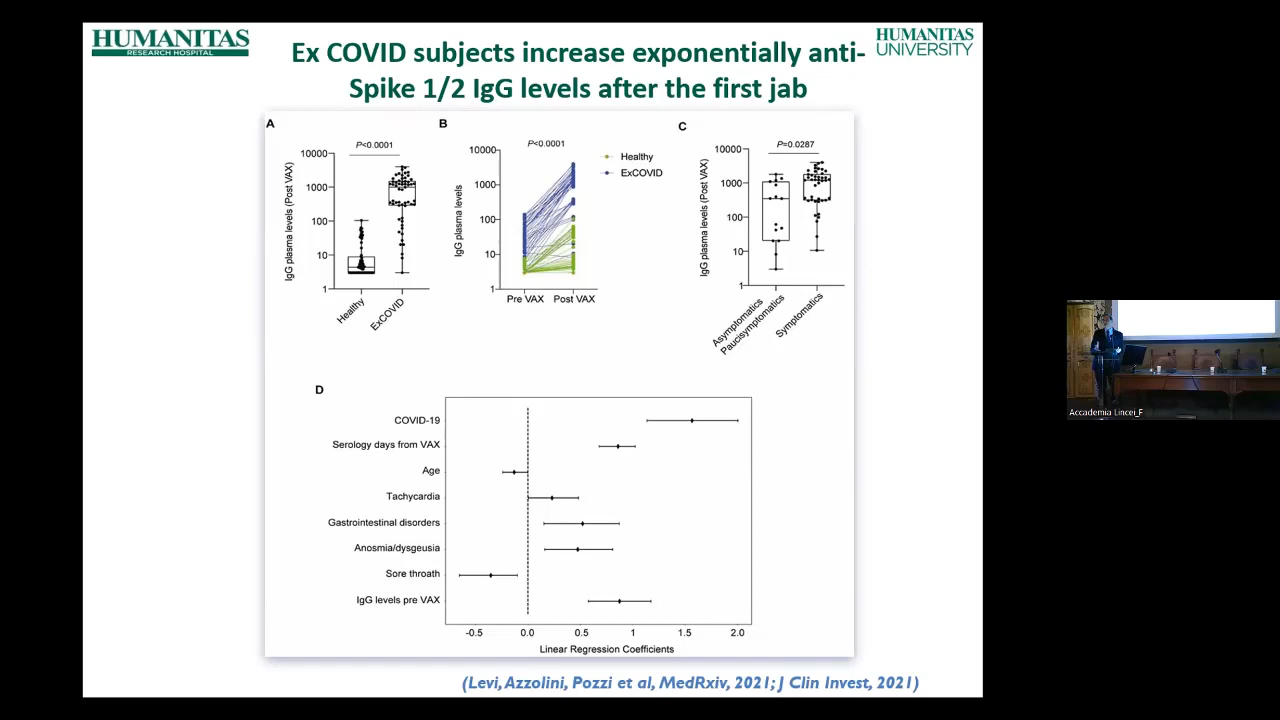 HUMANITAS
RESEARCH HOSPITAL
HUMANITAS
UNIVERSITY
Ex COVID subjects increase exponentially anti-
Spike 1/2 IgG levels after the first jab
A
P<0.0001
IgG plasma levels (Post VAX)
10000
1000
100
10
1
Healthy
ExCOVID
B
P<0.0001
IgG plasma levels
10000
1000
100
10
1
Pre VAX
Post VAX
Healthy
ExCOVID
C
P=0.0287
IgG plasma levels (Post VAX)
10000
1000
100
10
1
Asymptomatics
Paucisymptomatics
Symptomatics
D
COVID-19
Serology days from VAX
Age
Tachycardia
Gastrointestinal disorders
Anosmia/dysgeusia
Sore throath
IgG levels pre VAX
-0.5
0.0
0.5
1
1.5
2.0
Linear Regression Coefficients
(Levi, Azzolini, Pozzi et al, MedRxiv, 2021; J Clin Invest, 2021)
Accademia Lincei_F